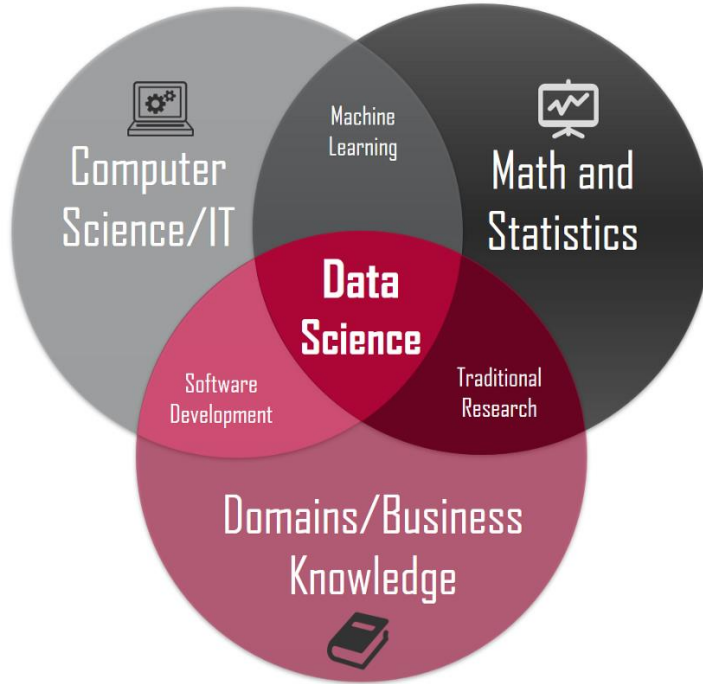 Machine
Learning
Computer
Science/IT
Math and
Statistics
Data
Science
Software
Development
Traditional
Research
Domains/Business
Knowledge